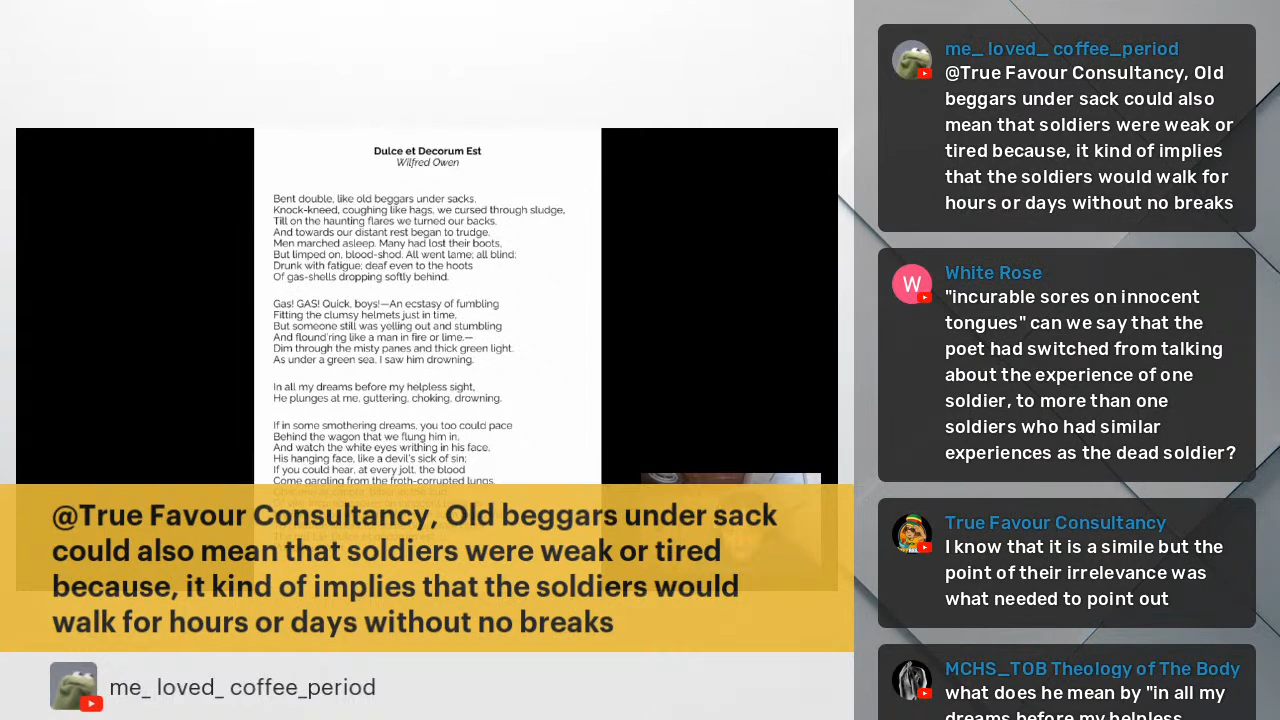 Dulce et Decorum Est
Wilfred Owen
Bent double, like old beggars under sacks,
Knock-kneed, coughing like hags, we cursed through sludge,
Till on the haunting flares we turned our backs,
And towards our distant rest began to trudge.
Men marched asleep. Many had lost their boots,
But limped on, blood-shod. All went lame; all blind;
Drunk with fatigue; deaf even to the hoots
Of gas-shells dropping softly behind.
Gas! GAS! Quick, boys!—An ecstasy of fumbling
Fitting the clumsy helmets just in time,
But someone still was yelling out and stumbling
And flound'ring like a man in fire or lime.—
Dim through the misty panes and thick green light,
As under a green sea, I saw him drowning.
In all my dreams before my helpless sight,
He plunges at me, guttering, choking, drowning.
If in some smothering dreams, you too could pace
Behind the wagon that we flung him in,
And watch the white eyes writhing in his face,
His hanging face, like a devil's sick of sin;
If you could hear, at every jolt, the blood
Come gargling from the froth-corrupted lungs,
@True Favour Consultancy, Old beggars under sack
could also mean that soldiers were weak or tired
because, it kind of implies that the soldiers would
walk for hours or days without no breaks
me_ loved_ coffee_period
me_ loved_ coffee_period
@True Favour Consultancy, Old
beggars under sack could also
mean that soldiers were weak or
tired because, it kind of implies
that the soldiers would walk for
hours or days without no breaks
W
White Rose
"incurable sores on innocent
tongues" can we say that the
poet had switched from talking
about the experience of one
soldier, to more than one
soldiers who had similar
experiences as the dead soldier?
True Favour Consultancy
I know that it is a simile but the
point of their irrelevance was
what needed to point out
MCHS_TOB Theology of The Body
what does he mean by "in all my
dreams before my helpless